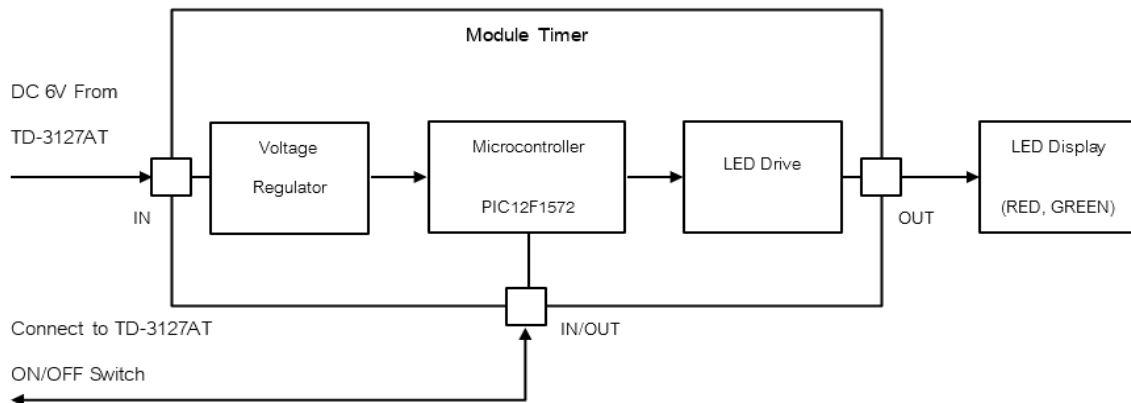 Module Timer
DC 6V From
TD-3127AT
IN
Voltage
Regulator
Microcontroller
PIC12F1572
LED Drive
OUT
LED Display
(RED, GREEN)
IN/OUT
Connect to TD-3127AT
ON/OFF Switch